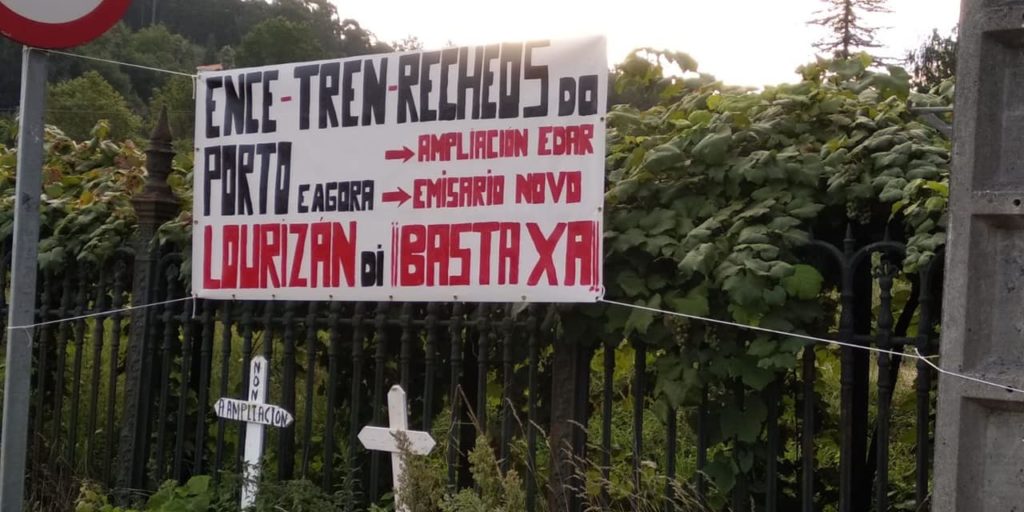 ENCE-TREN-RECHEOS DO
PORTO E AGORA → AMPLIACIÓN EDAR
→ EMISARIO NOVO
LOURIZÁN DI ¡¡BASTA XA!!
NON
A AMPLIACION